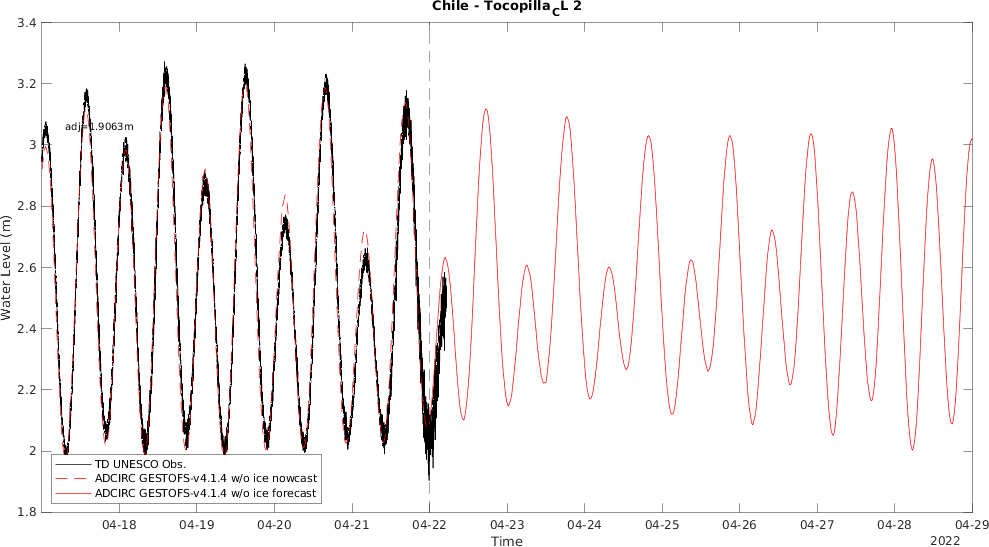 Chile - Tocopilla_CL 2
Water Level (m)
3.4
3.2
3
2.8
2.6
2.4
2.2
2
1.8
adj=1.9063m
TD UNESCO Obs.
ADCIRC GESTOFS-v4.1.4 w/o ice nowcast
ADCIRC GESTOFS-v4.1.4 w/o ice forecast
04-18 04-19 04-20 04-21 04-22 04-23 04-24 04-25 04-26 04-27 04-28 04-29
Time
2022